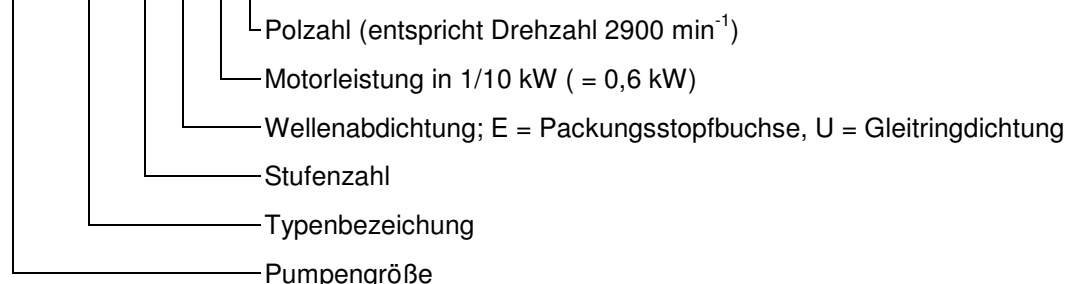 Polzahl (entspricht Drehzahl 2900 min⁻¹)
Motorleistung in 1/10 kW ( = 0,6 kW)
Wellenabdichtung; E = Packungsstopfbuchse, U = Gleitringdichtung
Stufenzahl
Typenbezeichung
Pumpengröße